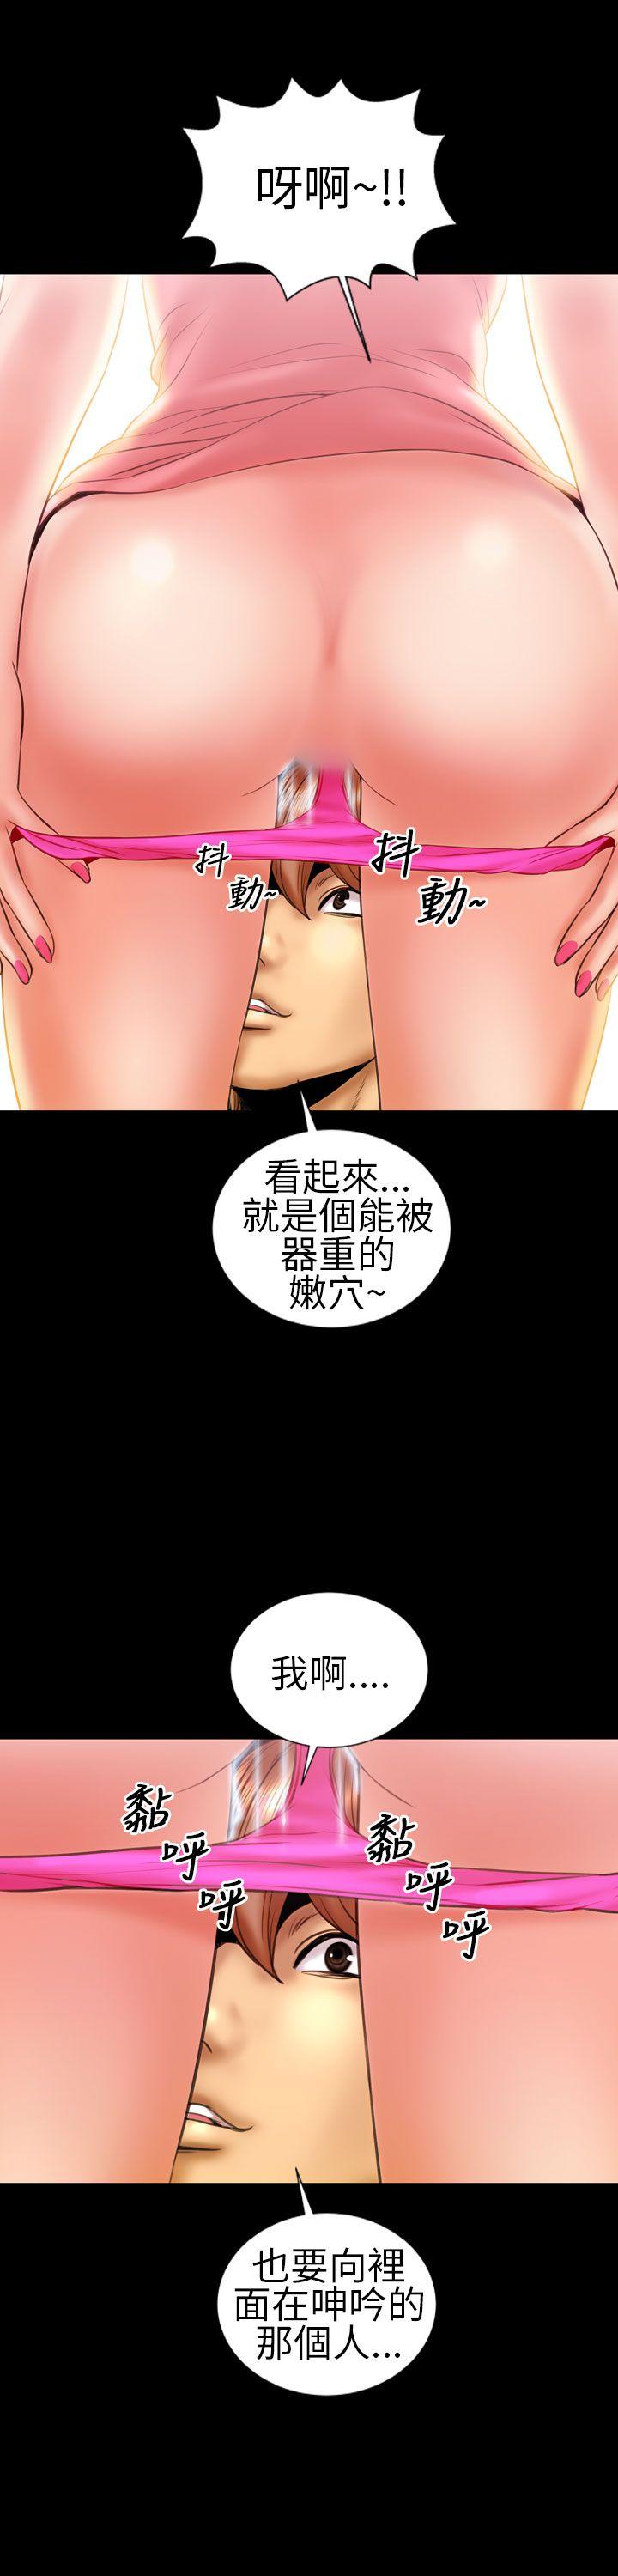 呀啊~!!
抖
動~
抖
動~
看起來...
就是個能被
器重的
嫩穴~
我啊....
黏
呼
呼
黏
呼
呼
也要向裡
面在呻吟的
那個人...